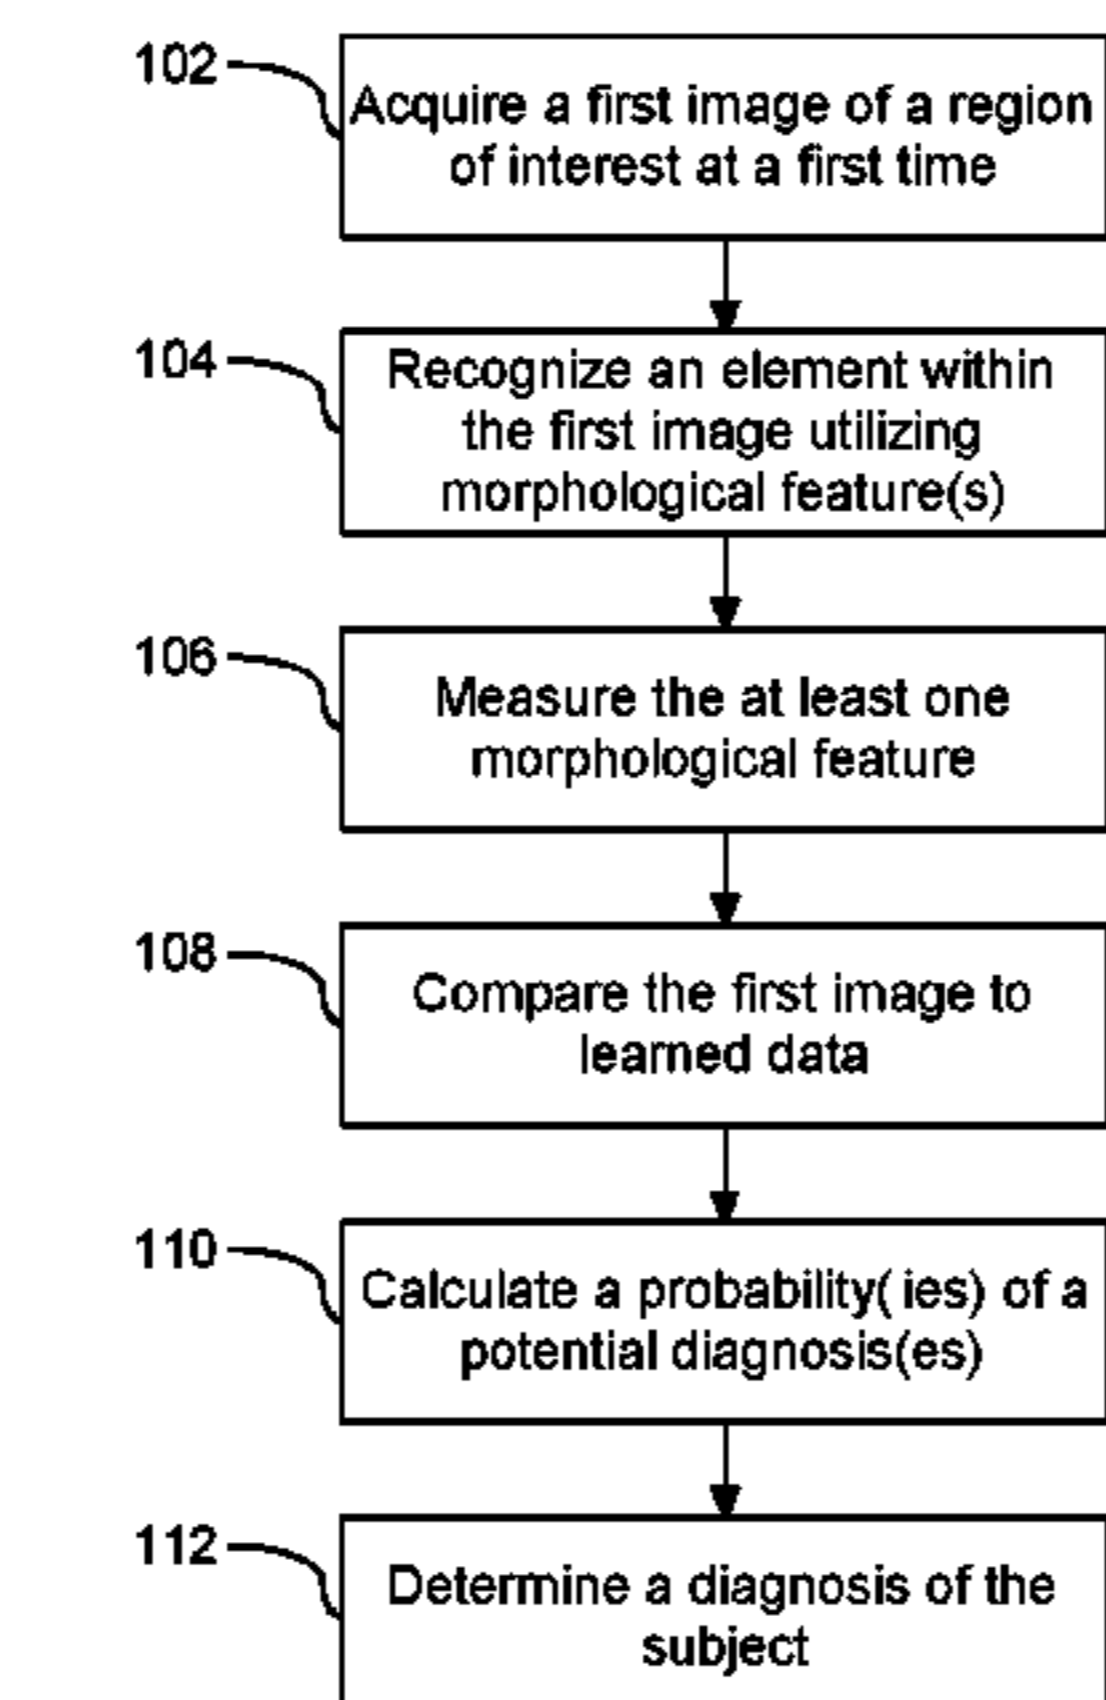 102
Acquire a first image of a region
of interest at a first time
104
Recognize an element within
the first image utilizing
morphological feature(s)
106
Measure the at least one
morphological feature
108
Compare the first image to
learned data
110
Calculate a probability( ies) of a
potential diagnosis(es)
112
Determine a diagnosis of the
subject